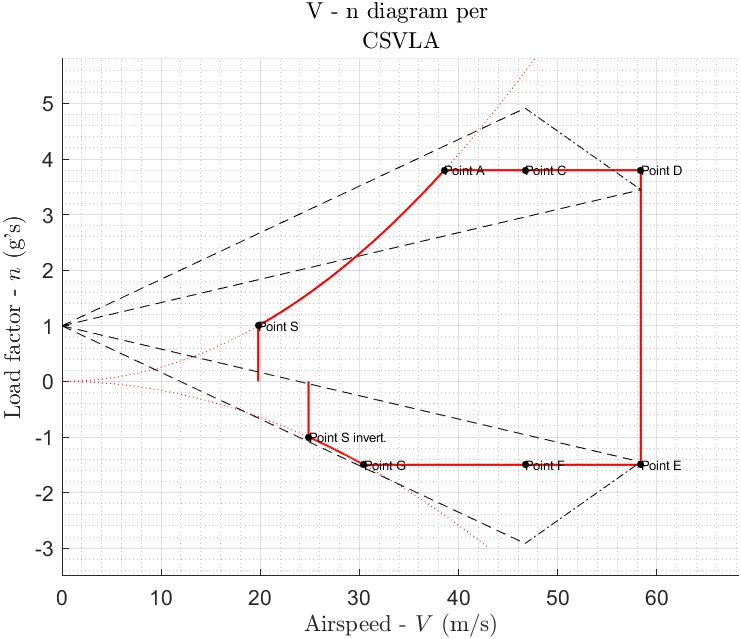 V - n diagram per
CSVLA
5
4
3
2
1
0
-1
-2
-3
Load factor - n (g's)
Point A
Point C
Point D
Point S
Point S invert.
Point G
Point F
Point E
0 10 20 30 40 50 60
Airspeed - V (m/s)